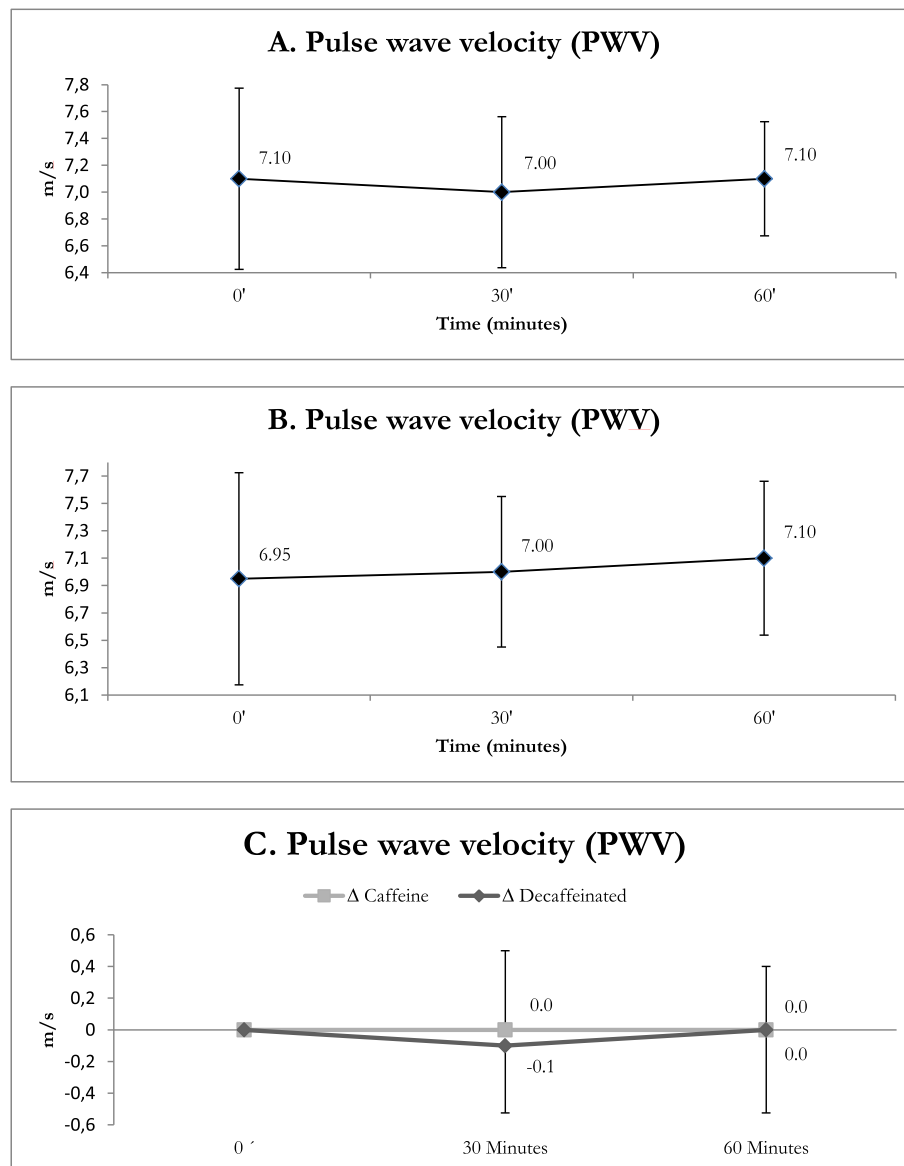 A. Pulse wave velocity (PWV)
7,8
7,6
7,4
7,2
7,0
6,8
6,6
6,4
m/s
7.10
7.00
7.10
0' 30' 60'
Time (minutes)
B. Pulse wave velocity (PWV)
7,7
7,5
7,3
7,1
6,9
6,7
6,5
6,3
6,1
m/s
6.95
7.00
7.10
0' 30' 60'
Time (minutes)
C. Pulse wave velocity (PWV)
Δ Caffeine Δ Decaffeinated
0,6
0,4
0,2
0
-0,2
-0,4
-0,6
m/s
0.0
-0.1
0.0
0.0
0 ´ 30 Minutes 60 Minutes